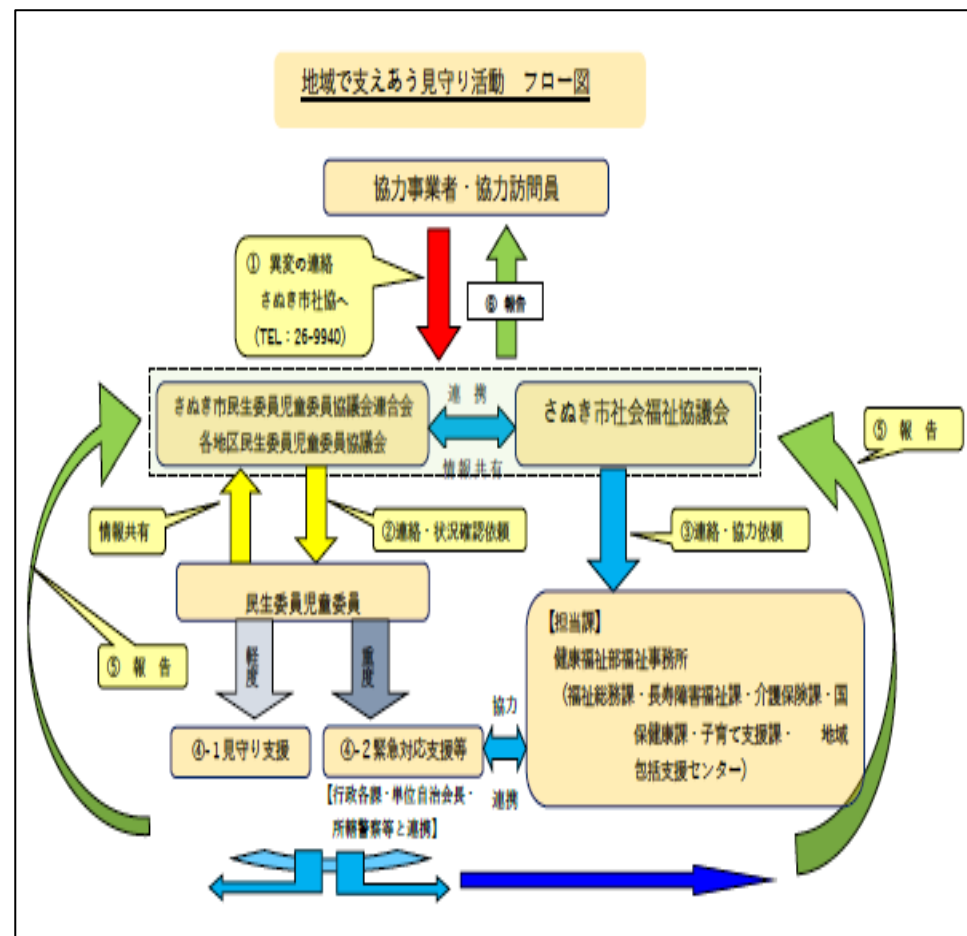 地域で支えあう見守り活動　フロー図
協力事業者・協力訪問員
① 異変の連絡
さぬき市社協へ
(TEL：26-9940)
⑥ 報告
さぬき市民生委員児童委員協議会連合会
各地区民生委員児童委員協議会
連携
情報共有
さぬき市社会福祉協議会
⑤ 報告
情報共有
②連絡・状況確認依頼
③連絡・協力依頼
民生委員児童委員
【担当課】
健康福祉部福祉事務所
(福祉総務課・長寿障害福祉課・介護保険課・国
保健康課・子育て支援課・　地域
包括支援センター)
⑤ 報告
軽度
重度
④-1見守り支援
④-2緊急対応支援等
協力
連携
【行政各課・単位自治会長・
所轄警察等と連携】